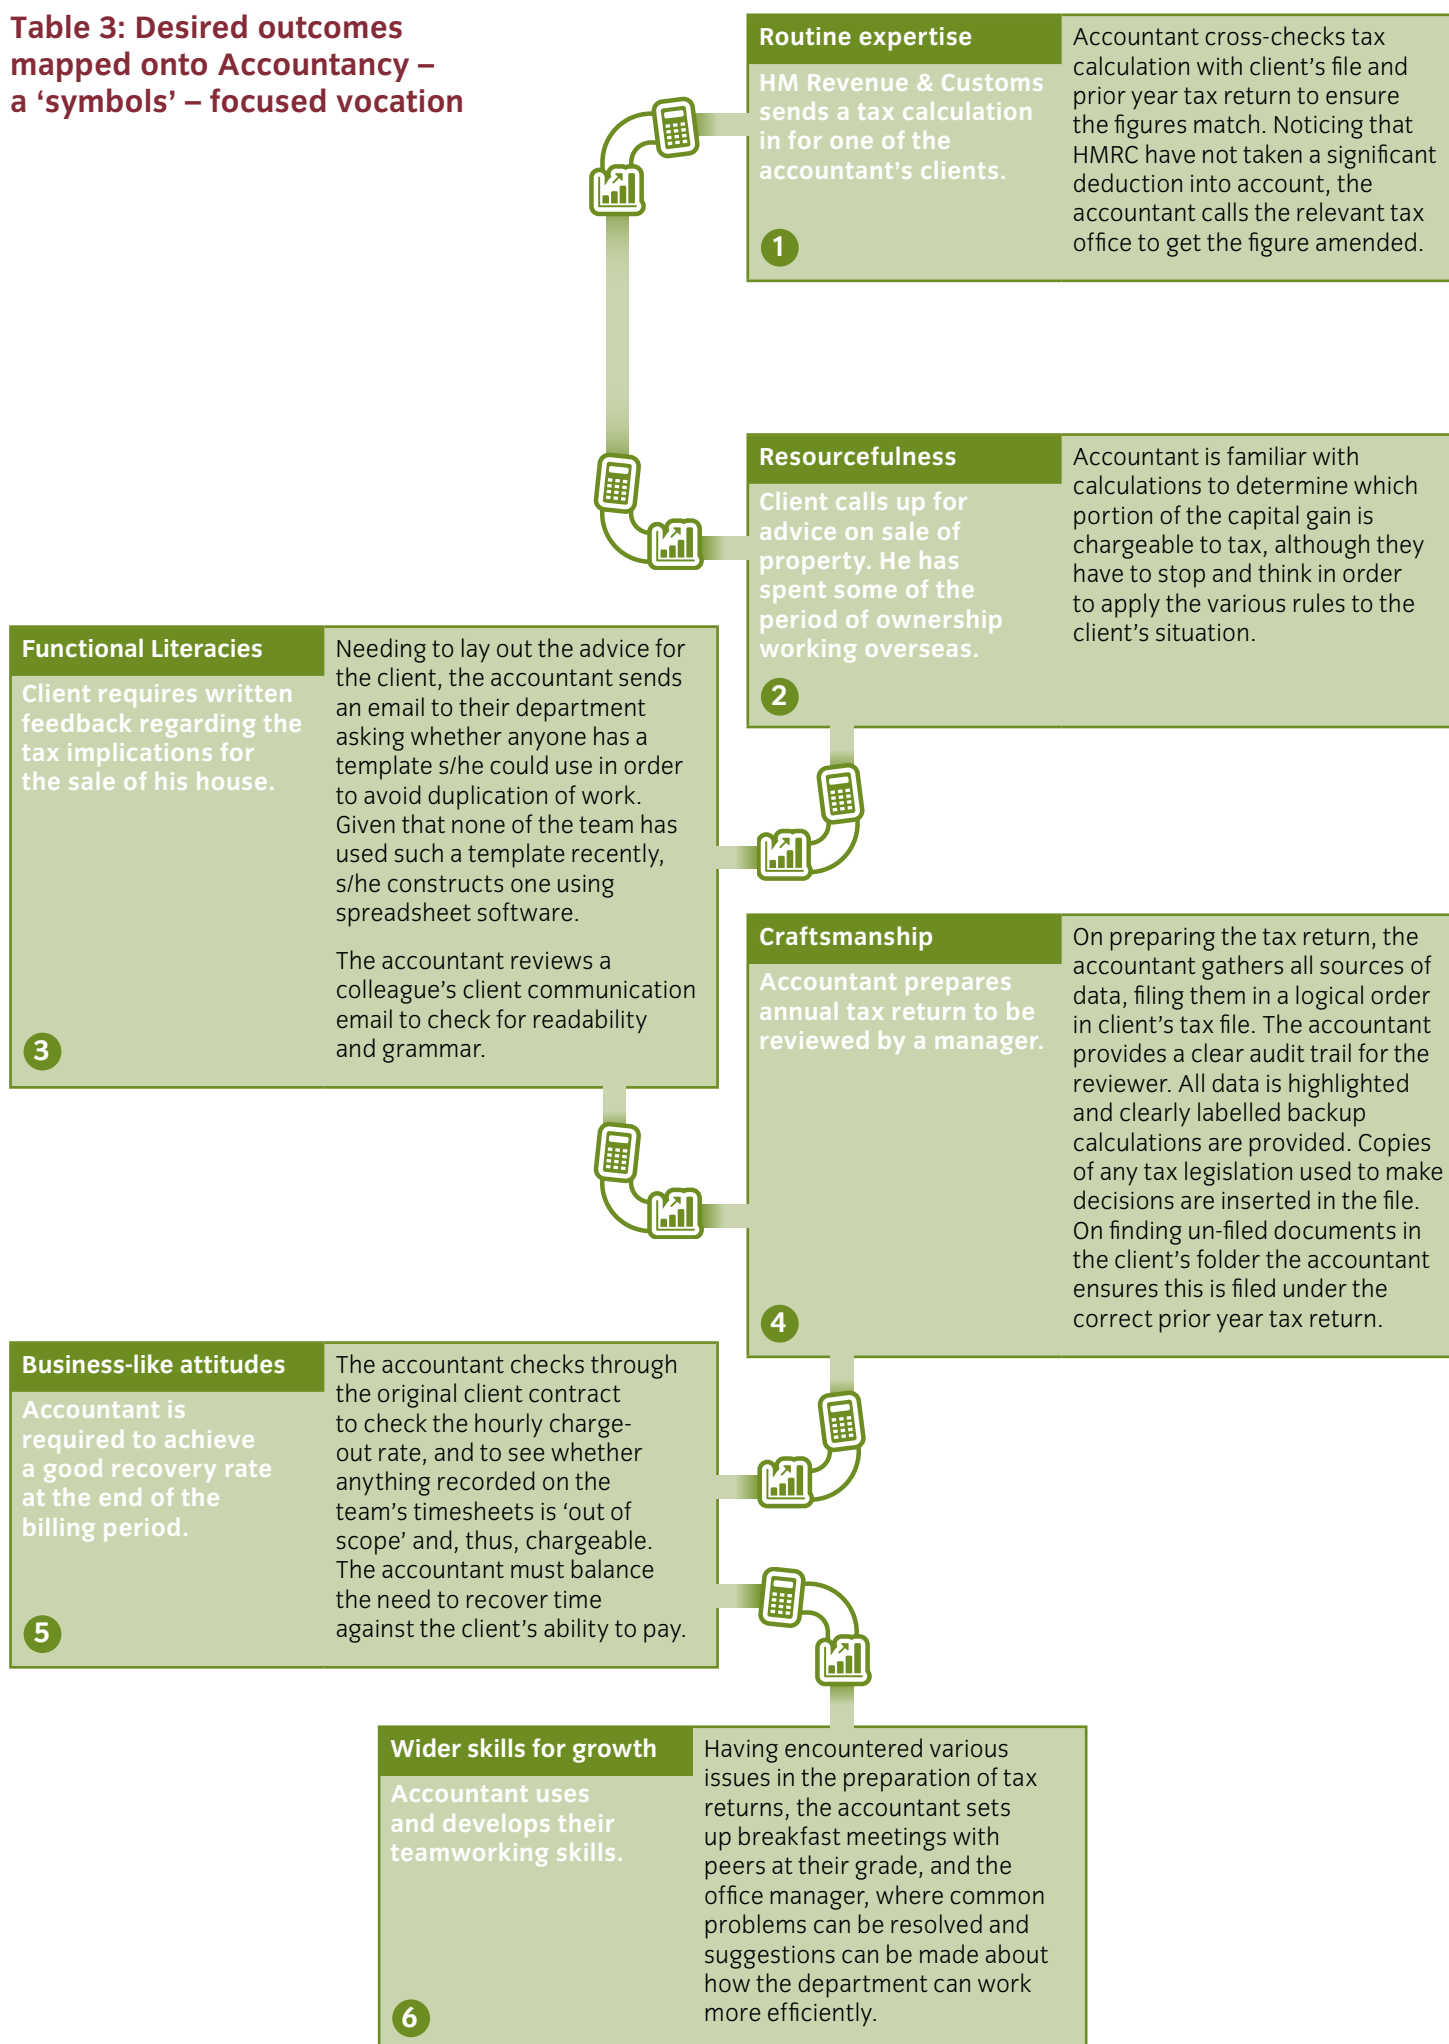 Table 3: Desired outcomes
mapped onto Accountancy –
a ‘symbols’ – focused vocation
Routine expertise
HM Revenue & Customs
sends a tax calculation
in for one of the
accountant’s clients.
1
Accountant cross-checks tax
calculation with client’s file and
prior year tax return to ensure
the figures match. Noticing that
HMRC have not taken a significant
deduction into account, the
accountant calls the relevant tax
office to get the figure amended.
Resourcefulness
Client calls up for
advice on sale of
property. He has
spent some of the
period of ownership
working overseas.
2
Accountant is familiar with
calculations to determine which
portion of the capital gain is
chargeable to tax, although they
have to stop and think in order
to apply the various rules to the
client’s situation.
Functional Literacies
Client requires written
feedback regarding the
tax implications for
the sale of his house.
3
Needing to lay out the advice for
the client, the accountant sends
an email to their department
asking whether anyone has a
template s/he could use in order
to avoid duplication of work.
Given that none of the team has
used such a template recently,
s/he constructs one using
spreadsheet software.
The accountant reviews a
colleague’s client communication
email to check for readability
and grammar.
Craftsmanship
Accountant prepares
annual tax return to be
reviewed by a manager.
4
On preparing the tax return, the
accountant gathers all sources of
data, filing them in a logical order
in client’s tax file. The accountant
provides a clear audit trail for the
reviewer. All data is highlighted
and clearly labelled backup
calculations are provided. Copies
of any tax legislation used to make
decisions are inserted in the file.
On finding un-filed documents in
the client’s folder the accountant
ensures this is filed under the
correct prior year tax return.
Business-like attitudes
Accountant is
required to achieve
a good recovery rate
at the end of the
billing period.
5
The accountant checks through
the original client contract
to check the hourly charge-
out rate, and to see whether
anything recorded on the
team’s timesheets is ‘out of
scope’ and, thus, chargeable.
The accountant must balance
the need to recover time
against the client’s ability to pay.
Wider skills for growth
Accountant uses
and develops their
teamworking skills.
6
Having encountered various
issues in the preparation of tax
returns, the accountant sets
up breakfast meetings with
peers at their grade, and the
office manager, where common
problems can be resolved and
suggestions can be made about
how the department can work
more efficiently.